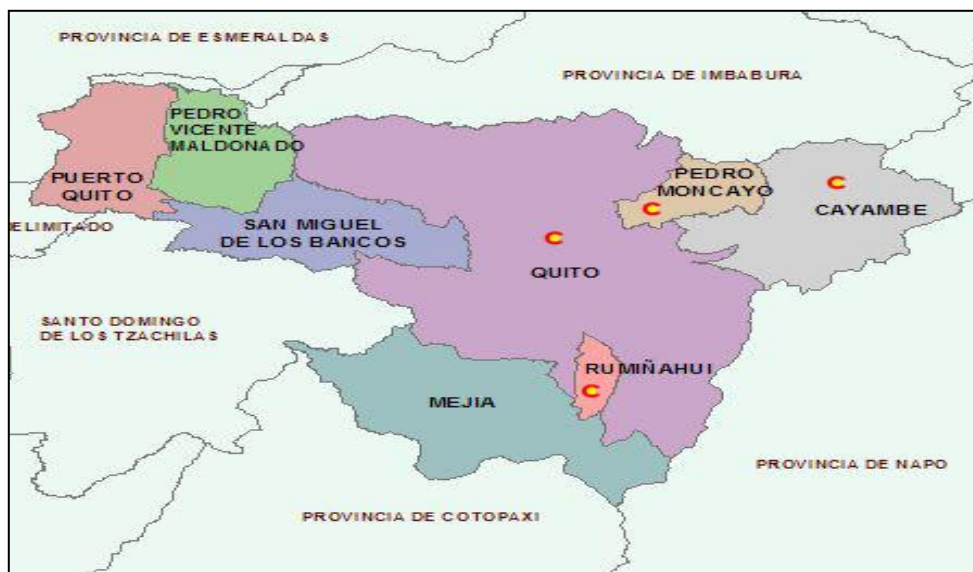 PROVINCIA DE ESMERALDAS
PROVINCIA DE IMBABURA
PEDRO
VICENTE
MALDONADO
PUERTO
QUITO
PEDRO
MONCAYO
C
C
CAYAMBE
ELIMITADO
SAN MIGUEL
DE LOS BANCOS
C
QUITO
SANTO DOMINGO
DE LOS TZACHILAS
RUMIÑAHUI
C
MEJIA
PROVINCIA DE NAPO
PROVINCIA DE COTOPAXI